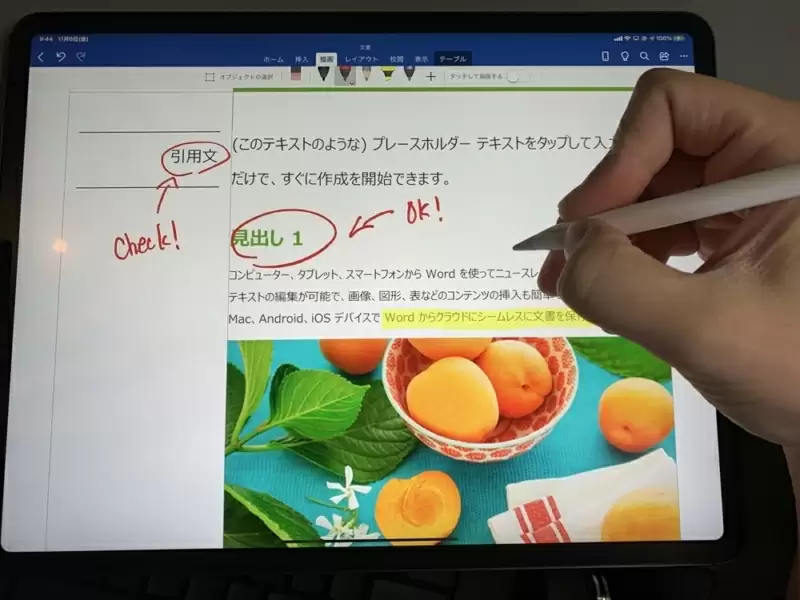 9:44 11月8日(金)
100%
文書
ホーム 挿入 描画 レイアウト 校閲 表示 テーブル
オブジェクトの選択
タッチして描画する
引用文
(このテキストのような) プレースホルダー テキストをタップして入力
だけで、すぐに作成を開始できます。
Check!
OK!
見出し 1
コンピューター、タブレット、スマートフォンから Word を使ってニュースレ
テキストの編集が可能で、画像、図形、表などのコンテンツの挿入も簡単
Mac、Android、iOS デバイスで Word からクラウドにシームレスに文書を保存